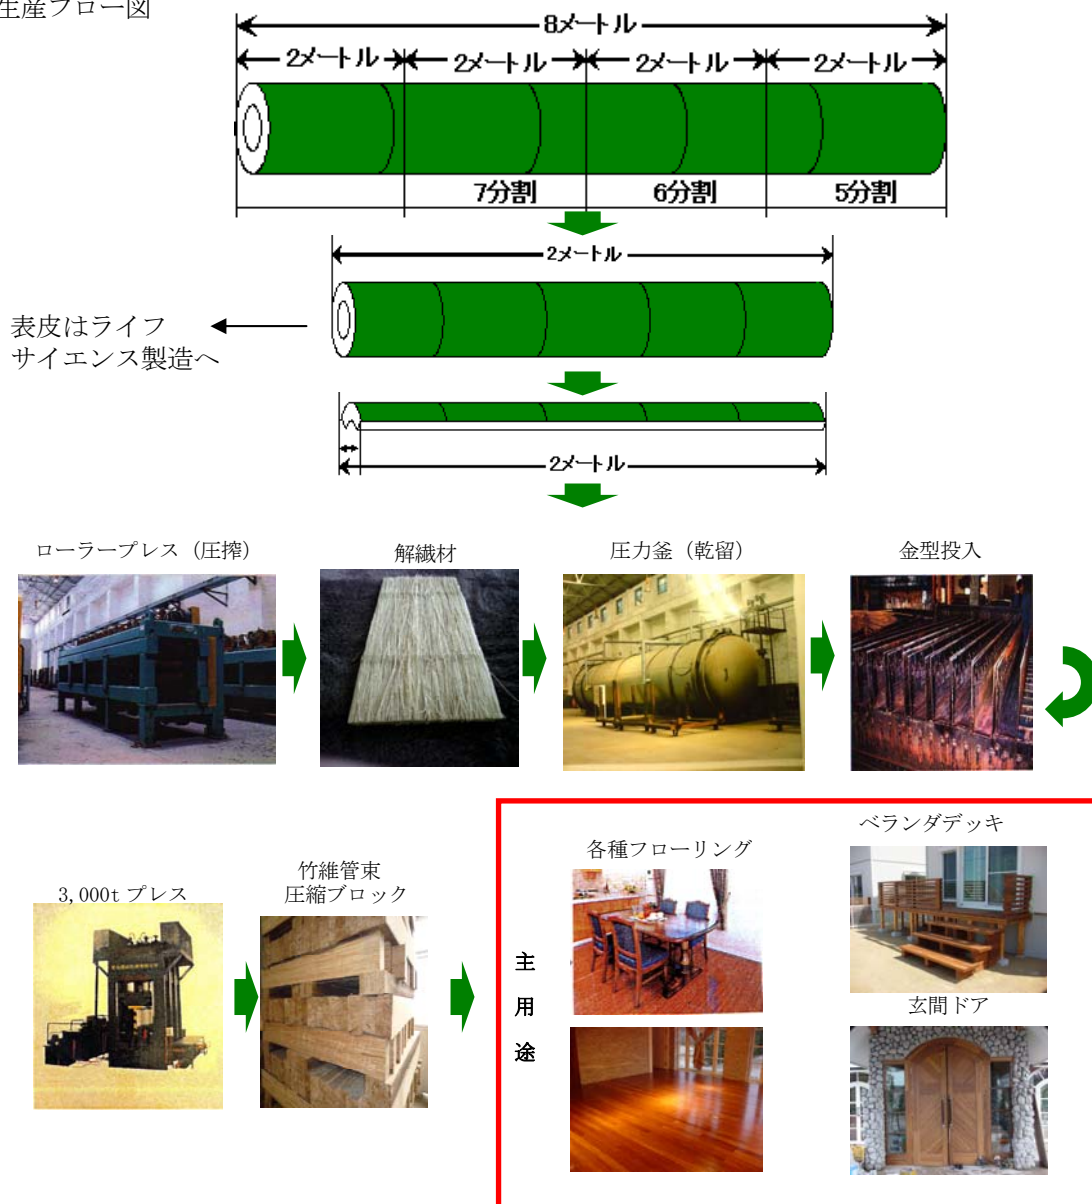 生産フロー図
8メートル
2メートル
2メートル
2メートル
2メートル
7分割
6分割
5分割
2メートル
表皮はライフ
サイエンス製造へ
2メートル
ローラープレス（圧搾）
解繊材
圧力釜（乾留）
金型投入
3,000t プレス
竹維管束
圧縮ブロック
主用途
各種フローリング
ベランダデッキ
玄関ドア